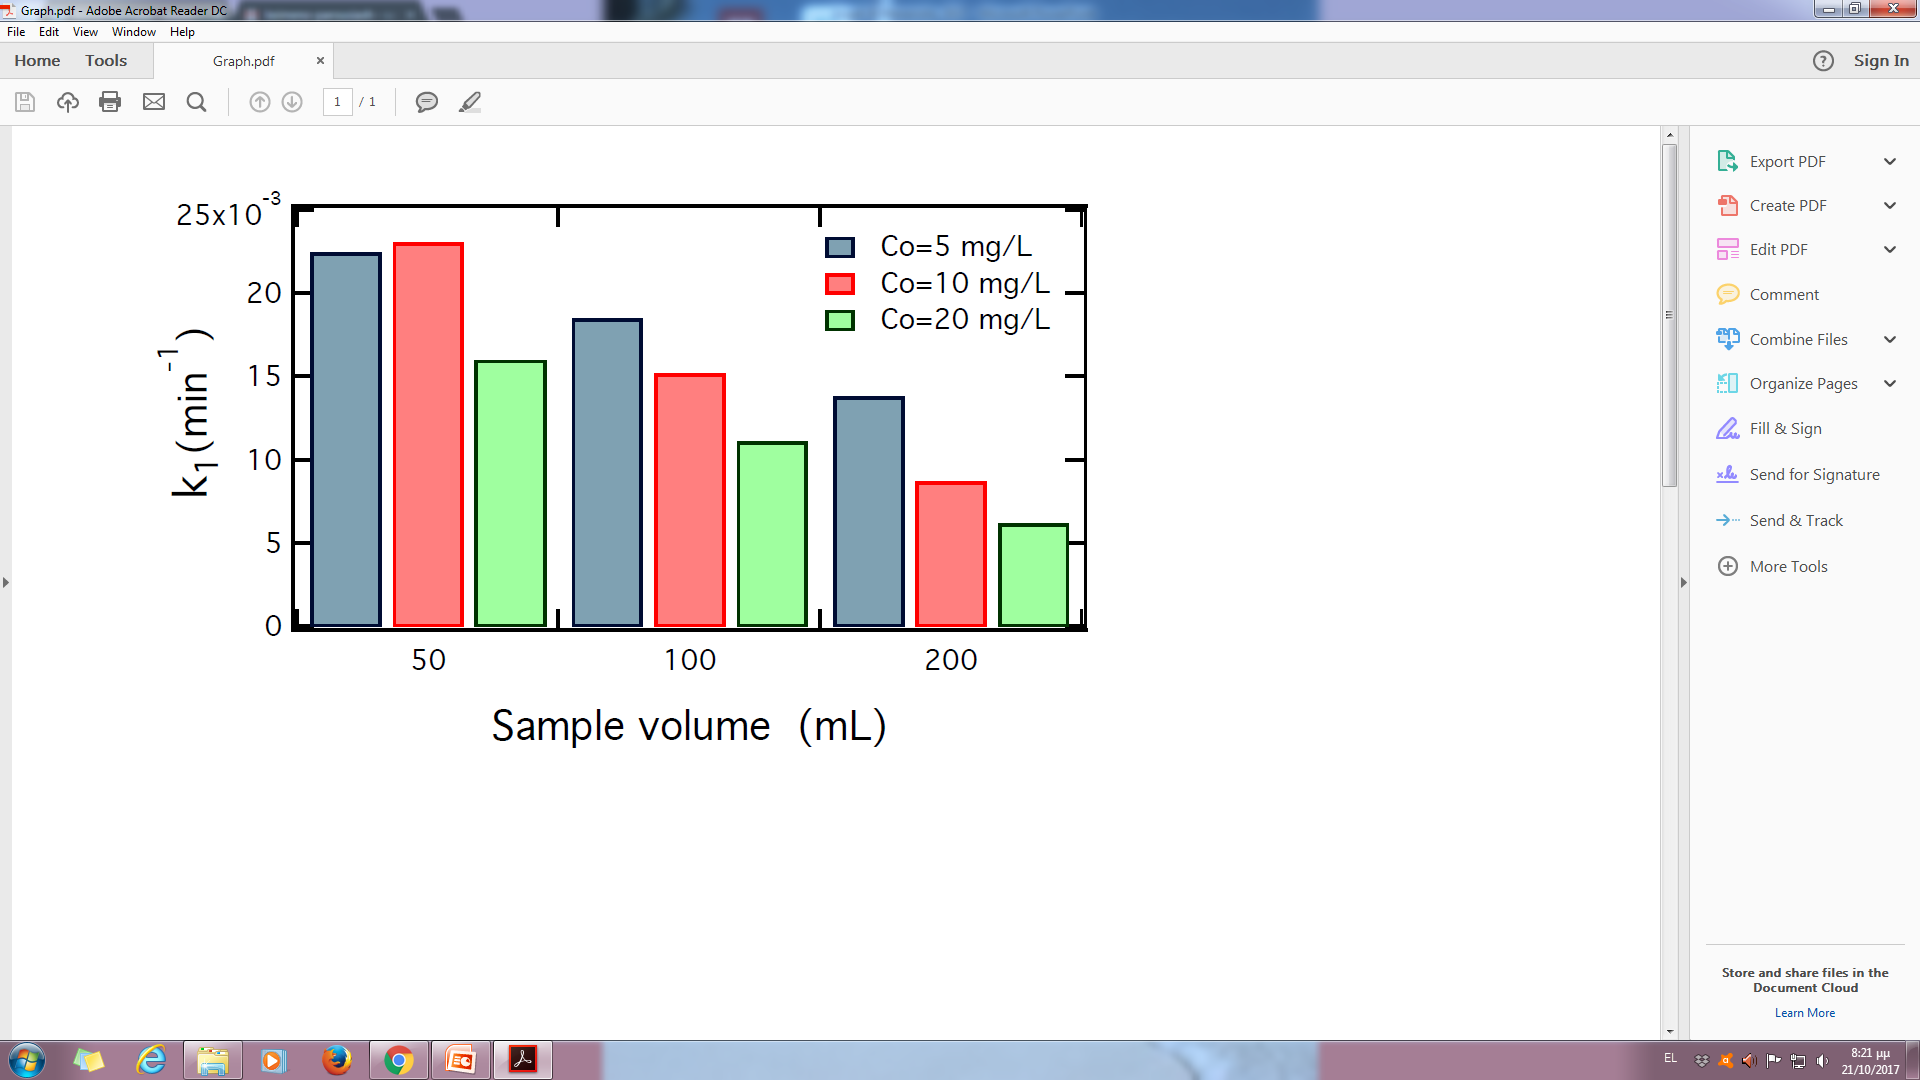 Graph.pdf - Adobe Acrobat Reader DC
File Edit View Window Help
Home Tools Graph.pdf × ? Sign In
1 / 1
Export PDF
Create PDF
Edit PDF
Comment
Combine Files
Organize Pages
Fill & Sign
Send for Signature
Send & Track
More Tools
Store and share files in the
Document Cloud
Learn More
25x10⁻³
20
15
10
5
0
k₁(min⁻¹)
Co=5 mg/L
Co=10 mg/L
Co=20 mg/L
50 100 200
Sample volume (mL)
EL
8:21 μμ
21/10/2017